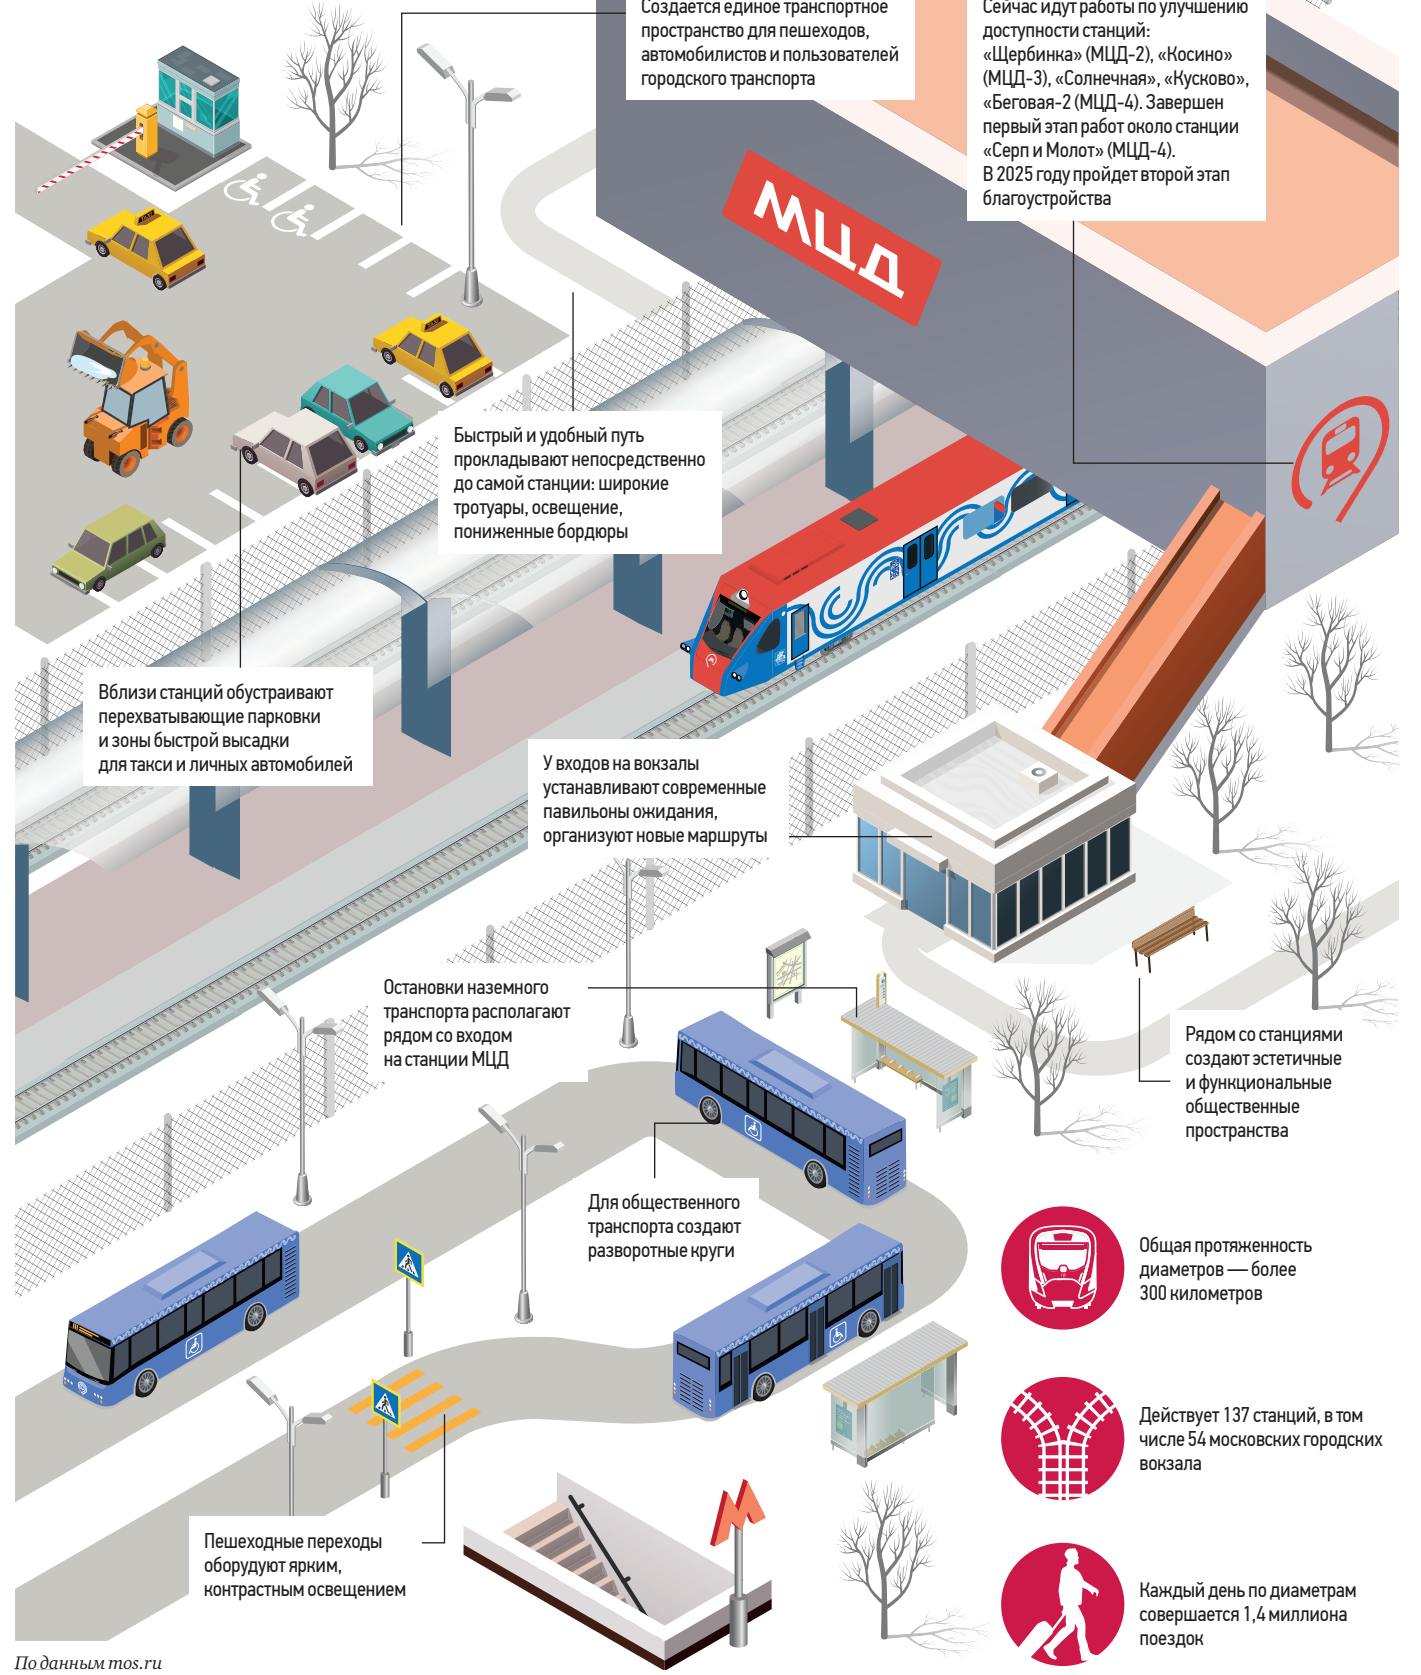 Создается единое транспортное
пространство для пешеходов,
автомобилистов и пользователей
городского транспорта
Сейчас идут работы по улучшению
доступности станций:
«Щербинка» (МЦД-2), «Косино»
(МЦД-3), «Солнечная», «Кусково»,
«Беговая-2 (МЦД-4). Завершен
первый этап работ около станции
«Серп и Молот» (МЦД-4).
В 2025 году пройдет второй этап
благоустройства
МЦД
TAXI
TAXI
Быстрый и удобный путь
прокладывают непосредственно
до самой станции: широкие
тротуары, освещение,
пониженные бордюры
Вблизи станций обустраивают
перехватывающие парковки
и зоны быстрой высадки
для такси и личных автомобилей
У входов на вокзалы
устанавливают современные
павильоны ожидания,
организуют новые маршруты
Остановки наземного
транспорта располагают
рядом со входом
на станции МЦД
Рядом со станциями
создают эстетичные
и функциональные
общественные
пространства
Для общественного
транспорта создают
разворотные круги
Общая протяженность
диаметров — более
300 километров
Действует 137 станций, в том
числе 54 московских городских
вокзала
М
Пешеходные переходы
оборудуют ярким,
контрастным освещением
Каждый день по диаметрам
совершается 1,4 миллиона
поездок
По данным mos.ru